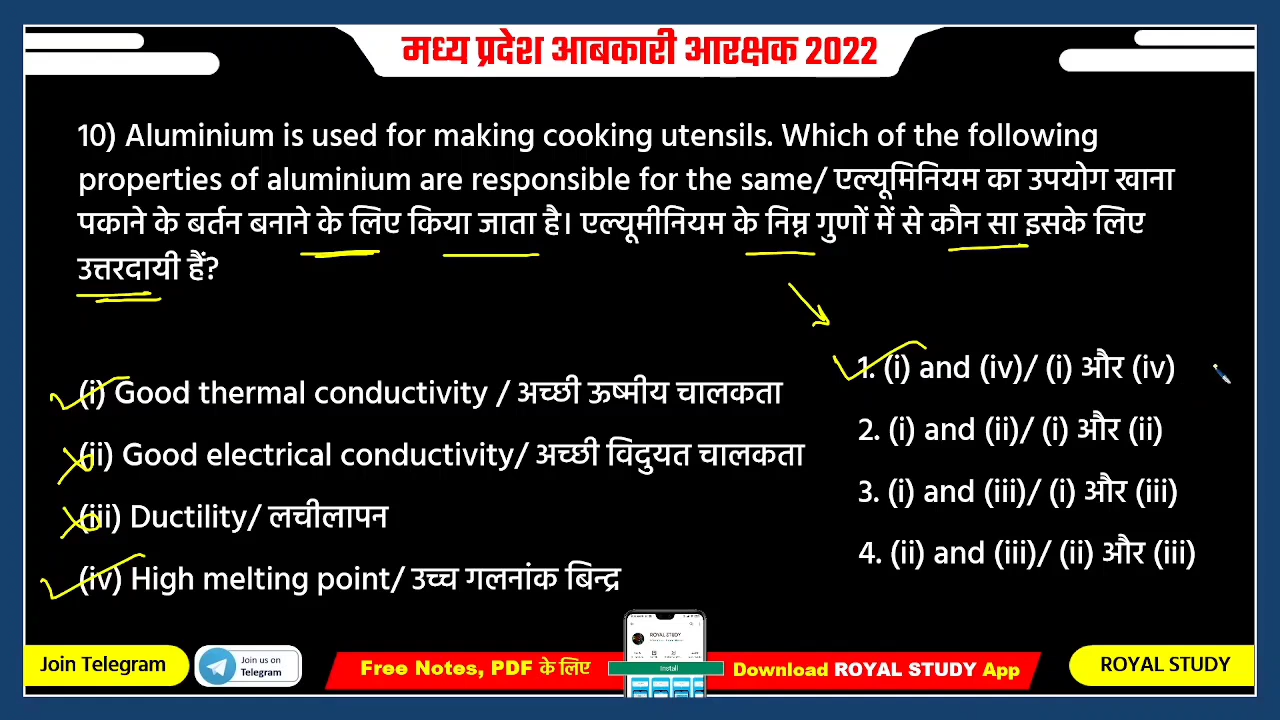 मध्य प्रदेश आबकारी आरक्षक 2022
10) Aluminium is used for making cooking utensils. Which of the following
properties of aluminium are responsible for the same/ एल्यूमिनियम का उपयोग खाना
पकाने के बर्तन बनाने के लिए किया जाता है। एल्यूमीनियम के निम्न गुणों में से कौन सा इसके लिए
उत्तरदायी हैं?
(i) Good thermal conductivity / अच्छी ऊष्मीय चालकता
(ii) Good electrical conductivity/ अच्छी विदुयत चालकता
(iii) Ductility/ लचीलापन
(iv) High melting point/ उच्च गलनांक बिन्द्र
1. (i) and (iv)/ (i) और (iv)
2. (i) and (ii)/ (i) और (ii)
3. (i) and (iii)/ (i) और (iii)
4. (ii) and (iii)/ (ii) और (iii)
Join Telegram
Join us on
Telegram
Free Notes, PDF के लिए
ROYAL STUDY
Install
Download ROYAL STUDY App
ROYAL STUDY